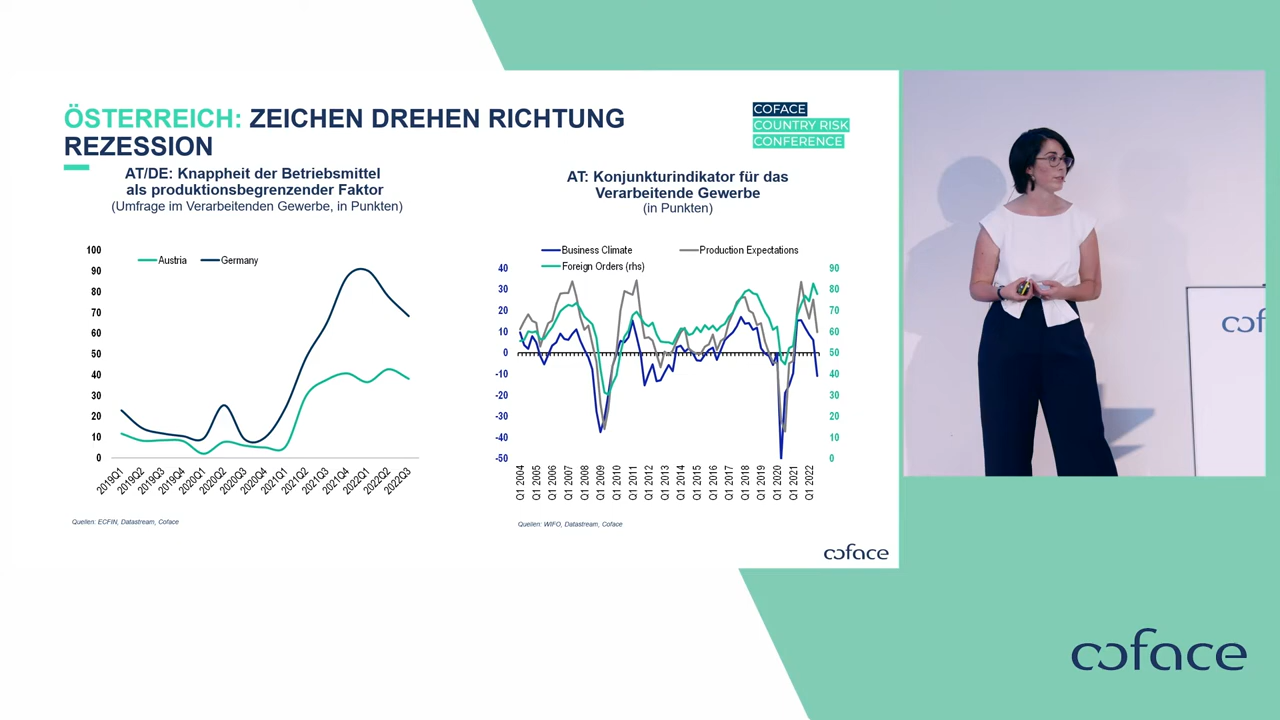 ÖSTERREICH: ZEICHEN DREHEN RICHTUNG
REZESSION
COFACE
COUNTRY RISK
CONFERENCE
AT/DE: Knappheit der Betriebsmittel
als produktionsbegrenzender Faktor
(Umfrage im Verarbeitenden Gewerbe, in Punkten)
Austria
Germany
100
90
80
70
60
50
40
30
20
10
0
2019Q1
2019Q2
2019Q3
2019Q4
2020Q1
2020Q2
2020Q3
2020Q4
2021Q1
2021Q2
2021Q3
2021Q4
2022Q1
2022Q2
2022Q3
Quellen: ECFIN, Datastream, Coface
AT: Konjunkturindikator für das
Verarbeitende Gewerbe
(in Punkten)
Business Climate
Production Expectations
Foreign Orders (rhs)
40
30
20
10
0
-10
-20
-30
-40
-50
90
80
70
60
50
40
30
20
10
0
Q1 2004
Q1 2005
Q1 2006
Q1 2007
Q1 2008
Q1 2009
Q1 2010
Q1 2011
Q1 2012
Q1 2013
Q1 2014
Q1 2015
Q1 2016
Q1 2017
Q1 2018
Q1 2019
Q1 2020
Q1 2021
Q1 2022
Quellen: WIFO, Datastream, Coface
coface
cof
coface